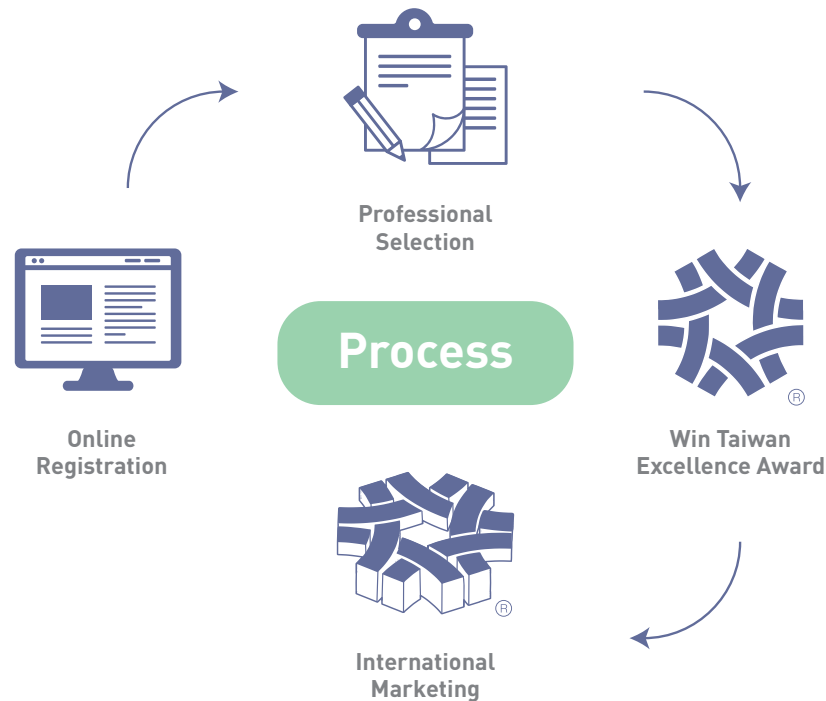 Professional
Selection
Process
Online
Registration
Win Taiwan
Excellence Award
®
®
International
Marketing